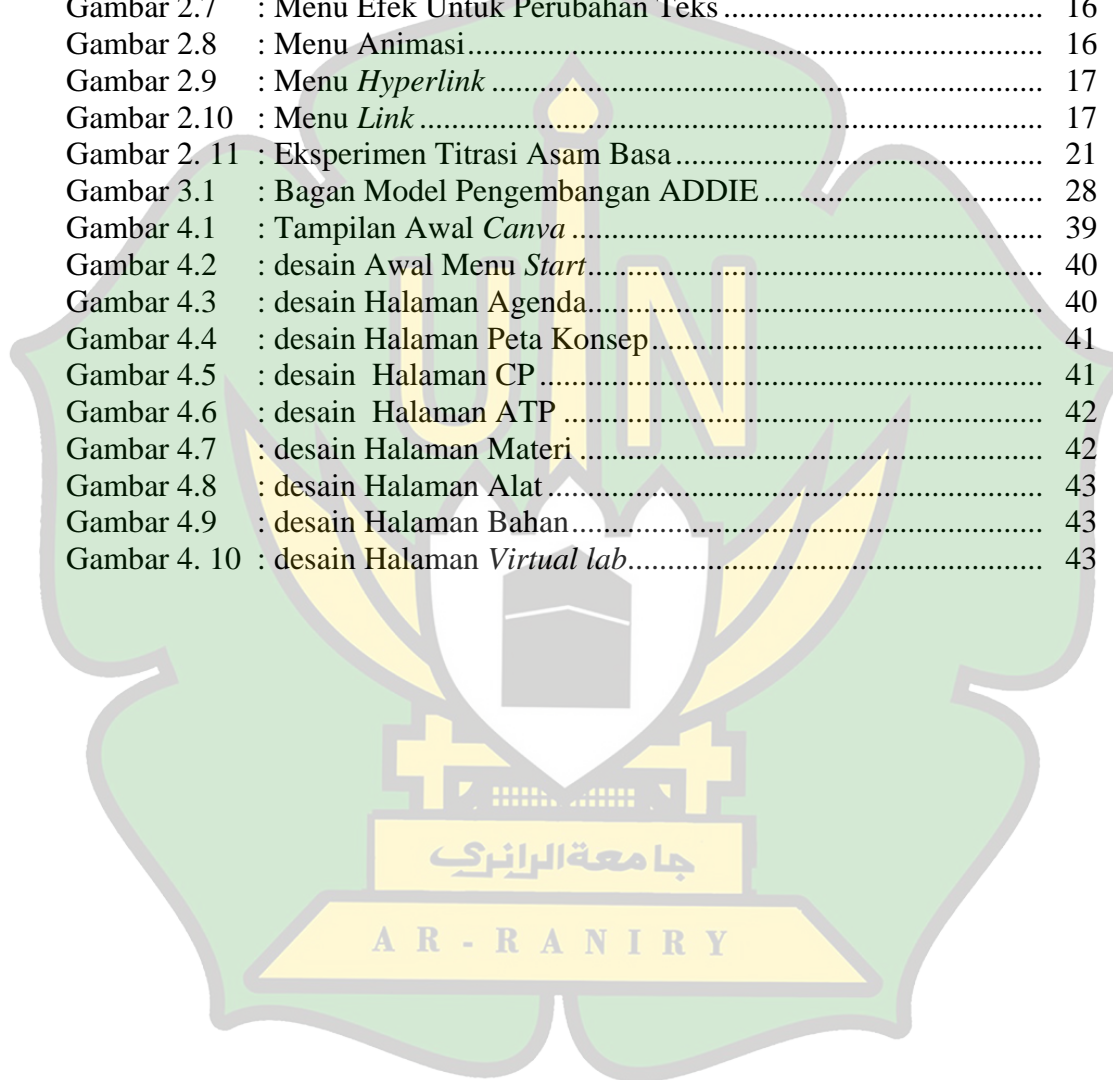 Gambar 2.7 : Menu Efek Untuk Perubahan Teks ............................................. 16
Gambar 2.8 : Menu Animasi ............................................. 16
Gambar 2.9 : Menu Hyperlink ............................................. 17
Gambar 2.10 : Menu Link ............................................. 17
Gambar 2. 11 : Eksperimen Titrasi Asam Basa ............................................. 21
Gambar 3.1 : Bagan Model Pengembangan ADDIE ............................................. 28
Gambar 4.1 : Tampilan Awal Canva ............................................. 39
Gambar 4.2 : desain Awal Menu Start ............................................. 40
Gambar 4.3 : desain Halaman Agenda ............................................. 40
Gambar 4.4 : desain Halaman Peta Konsep ............................................. 41
Gambar 4.5 : desain Halaman CP ............................................. 41
Gambar 4.6 : desain Halaman ATP ............................................. 42
Gambar 4.7 : desain Halaman Materi ............................................. 42
Gambar 4.8 : desain Halaman Alat ............................................. 43
Gambar 4.9 : desain Halaman Bahan ............................................. 43
Gambar 4. 10 : desain Halaman Virtual lab ............................................. 43
UIN
جامعة الرانري
AR-RANIRY